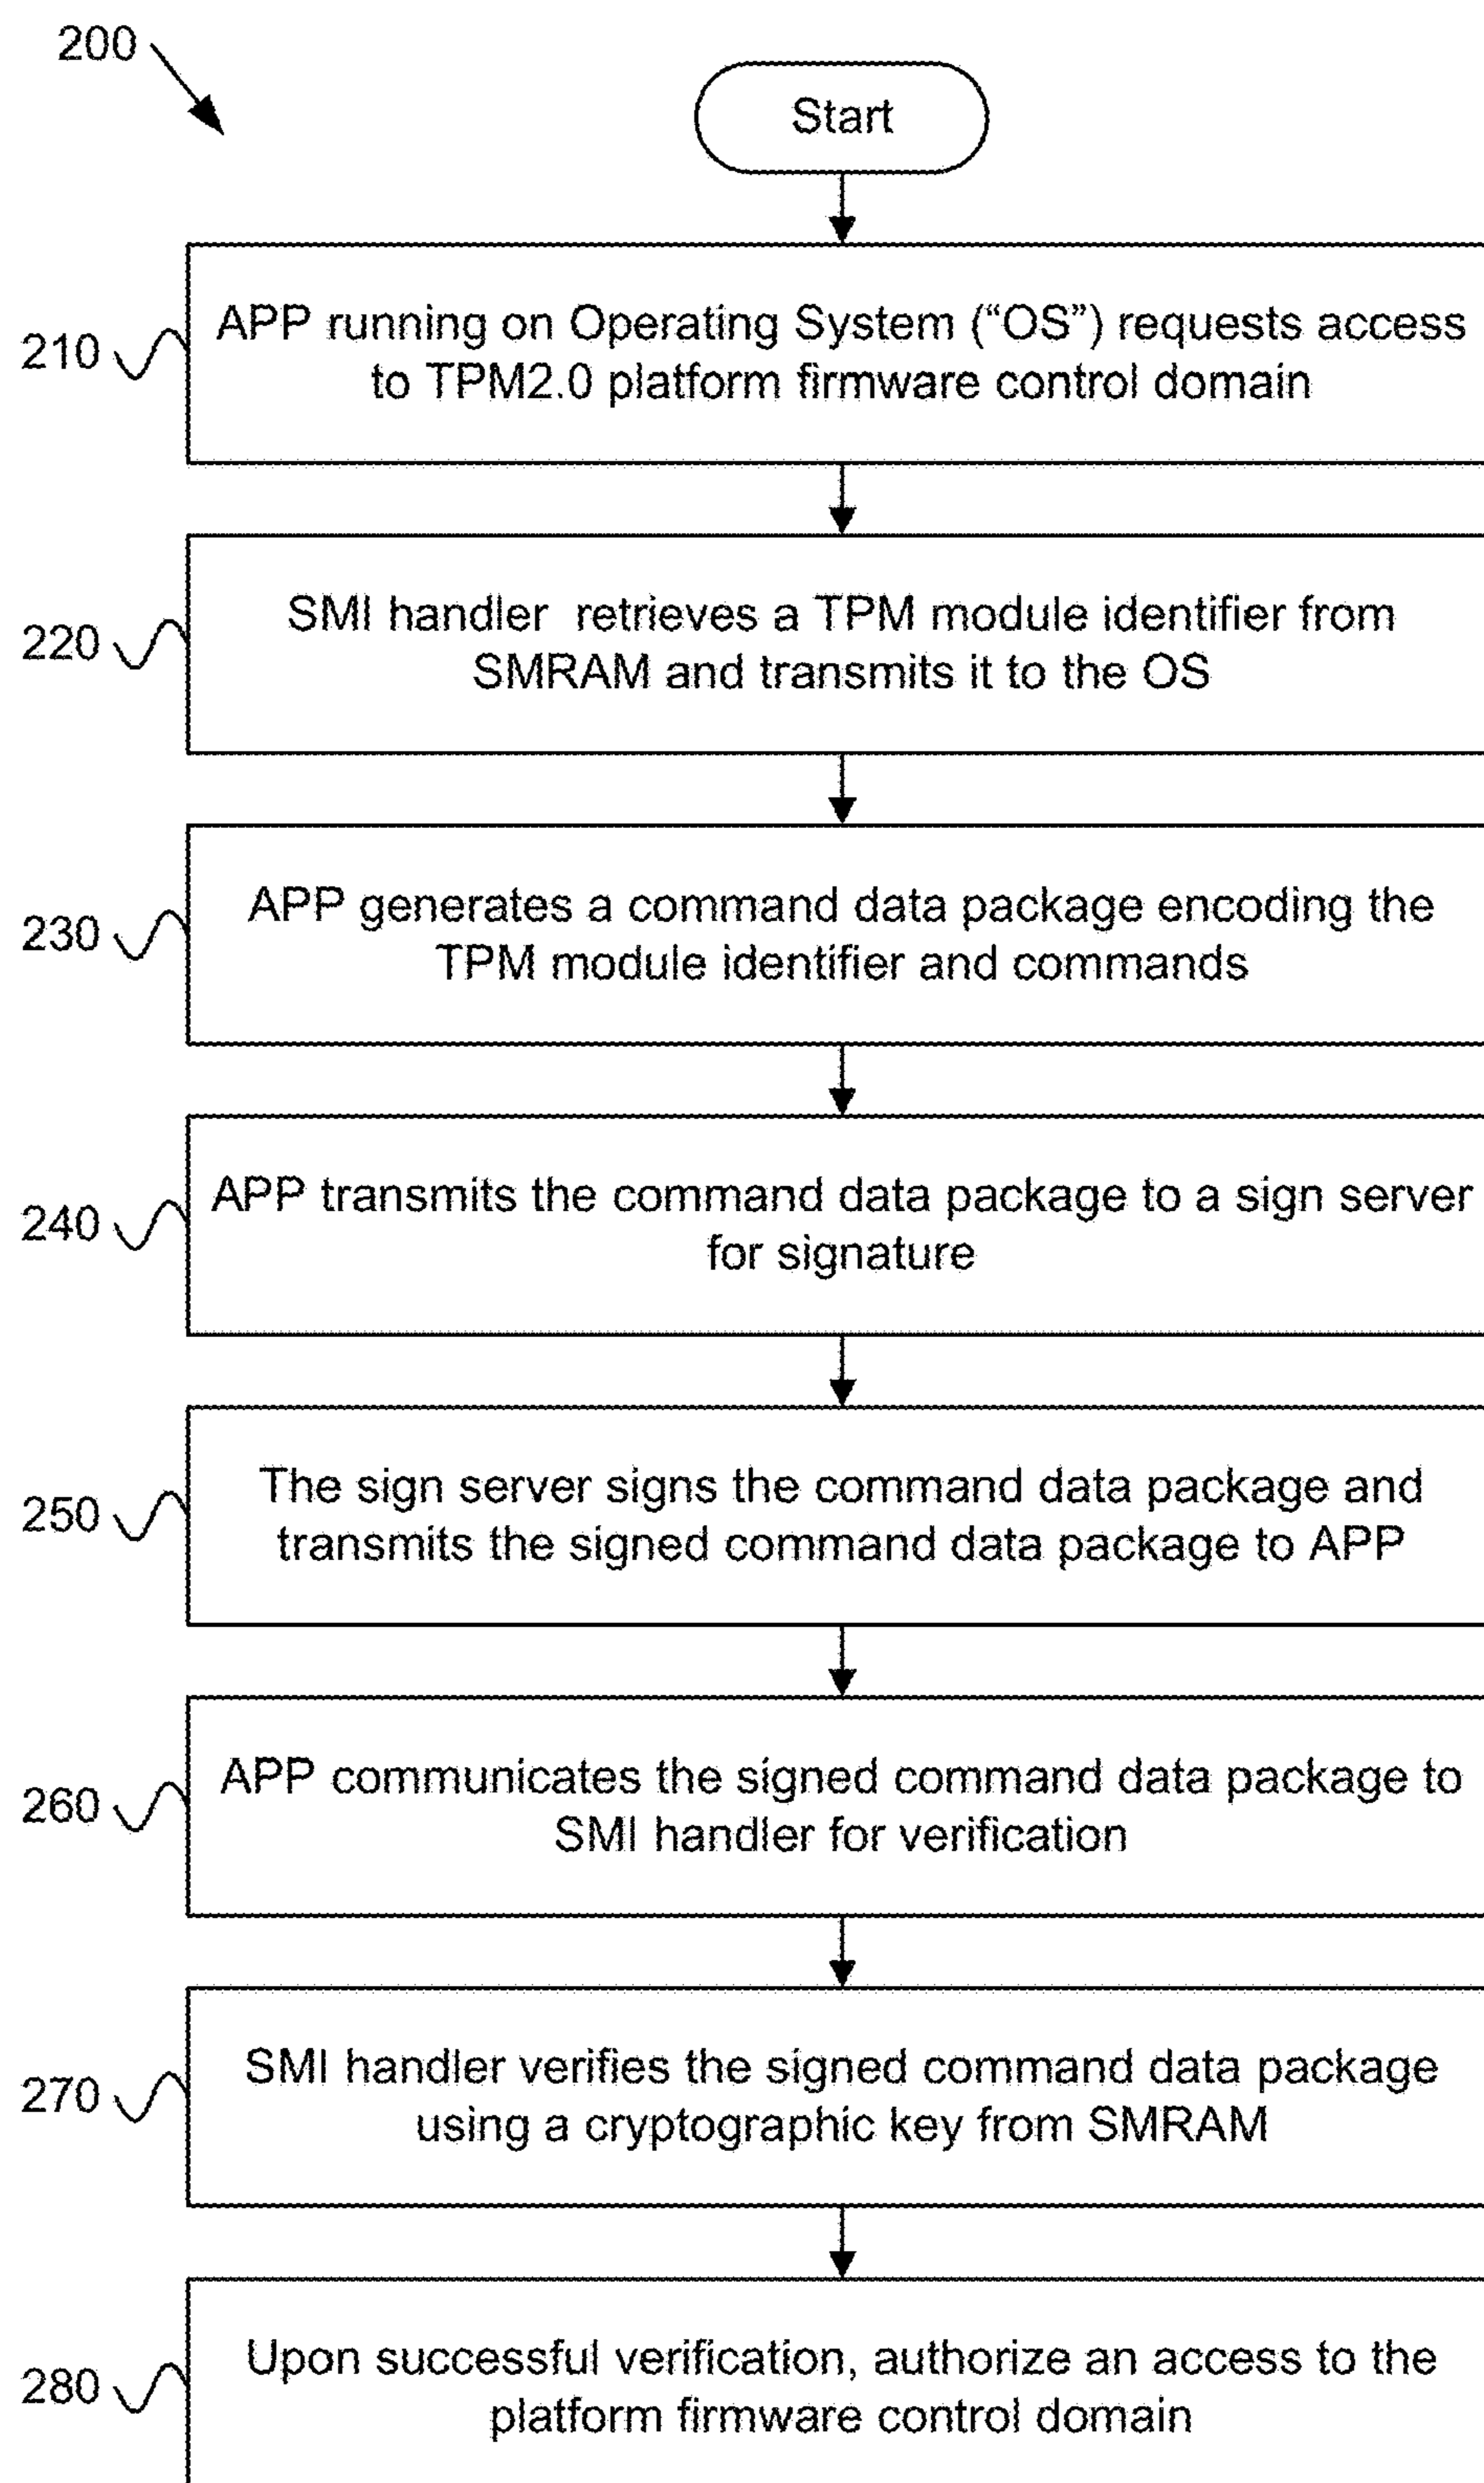 200
Start
210
APP running on Operating System (“OS”) requests access
to TPM2.0 platform firmware control domain
220
SMI handler retrieves a TPM module identifier from
SMRAM and transmits it to the OS
230
APP generates a command data package encoding the
TPM module identifier and commands
240
APP transmits the command data package to a sign server
for signature
250
The sign server signs the command data package and
transmits the signed command data package to APP
260
APP communicates the signed command data package to
SMI handler for verification
270
SMI handler verifies the signed command data package
using a cryptographic key from SMRAM
280
Upon successful verification, authorize an access to the
platform firmware control domain